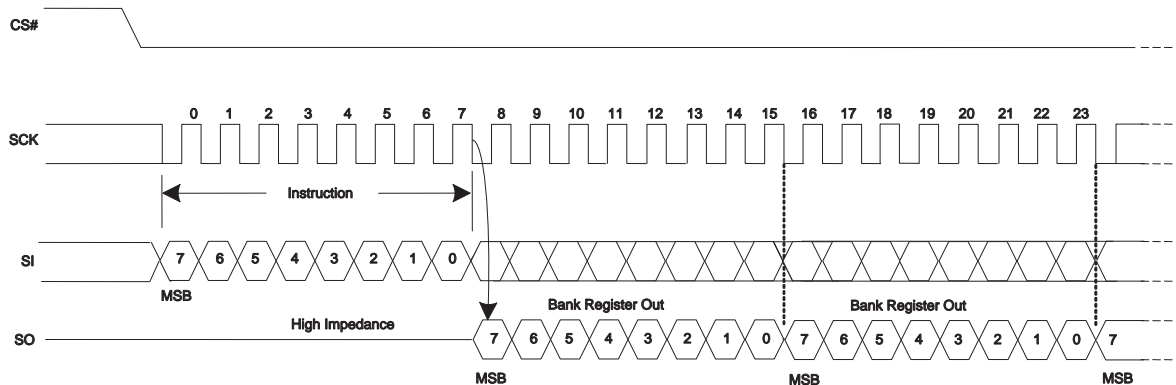 CS#
0 1 2 3 4 5 6 7 8 9 10 11 12 13 14 15 16 17 18 19 20 21 22 23
SCK
Instruction
SI 7 6 5 4 3 2 1 0
MSB
Bank Register Out Bank Register Out
High Impedance
SO 7 6 5 4 3 2 1 0 7 6 5 4 3 2 1 0 7
MSB MSB MSB